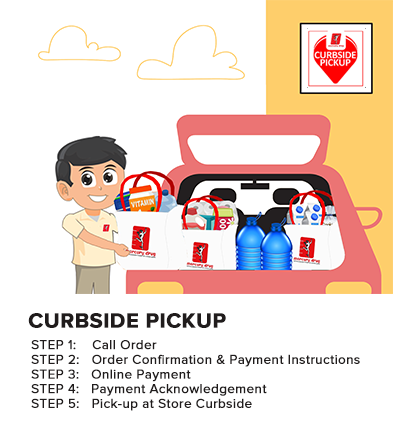 CURBSIDE
PICKUP
VITAMIN
mercury drug
mercury drug
mercury drug
CURBSIDE PICKUP
STEP 1: Call Order
STEP 2: Order Confirmation & Payment Instructions
STEP 3: Online Payment
STEP 4: Payment Acknowledgement
STEP 5: Pick-up at Store Curbside